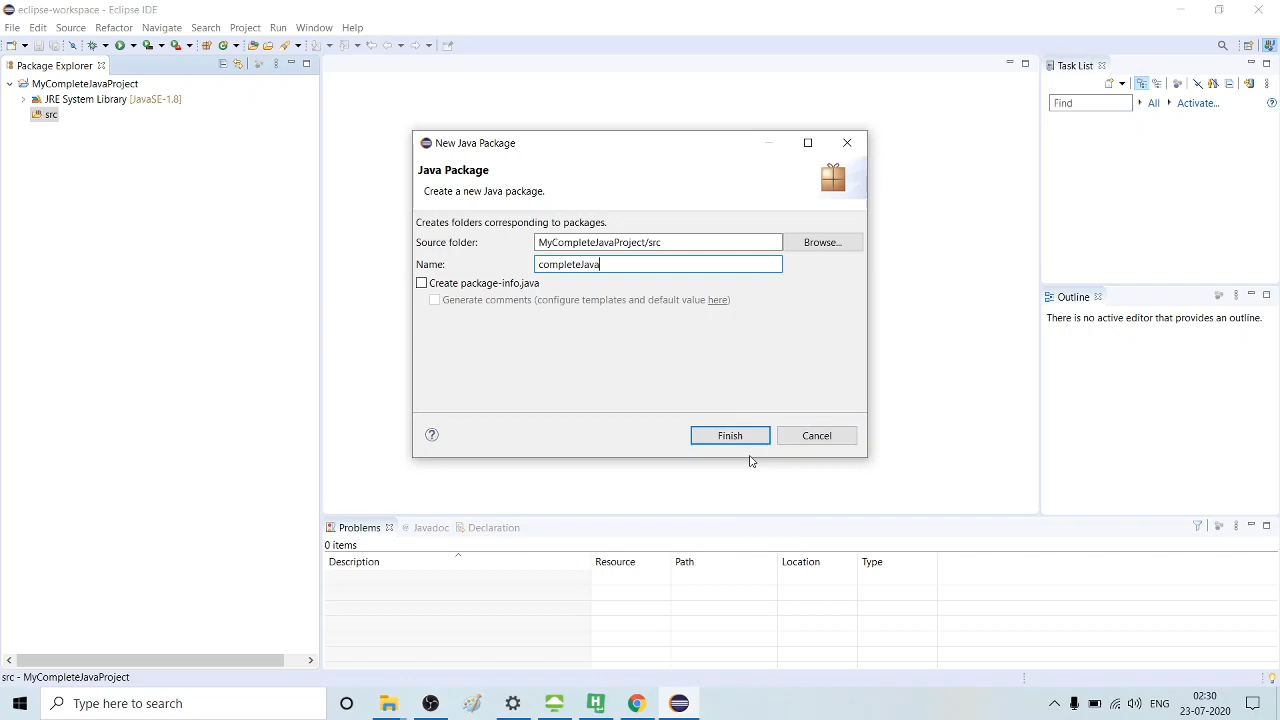 eclipse-workspace - Eclipse IDE
File Edit Source Refactor Navigate Search Project Run Window Help
Package Explorer
MyCompleteJavaProject
JRE System Library [JavaSE-1.8]
src
Task List
Find All Activate...
New Java Package
Java Package
Create a new Java package.
Creates folders corresponding to packages.
Source folder: MyCompleteJavaProject/src Browse...
Name: completeJava
Create package-info.java
Generate comments (configure templates and default value here)
Finish Cancel
Outline
There is no active editor that provides an outline.
Problems Javadoc Declaration
0 items
Description Resource Path Location Type
src - MyCompleteJavaProject
Type here to search
ENG
02:30
23-07-2020